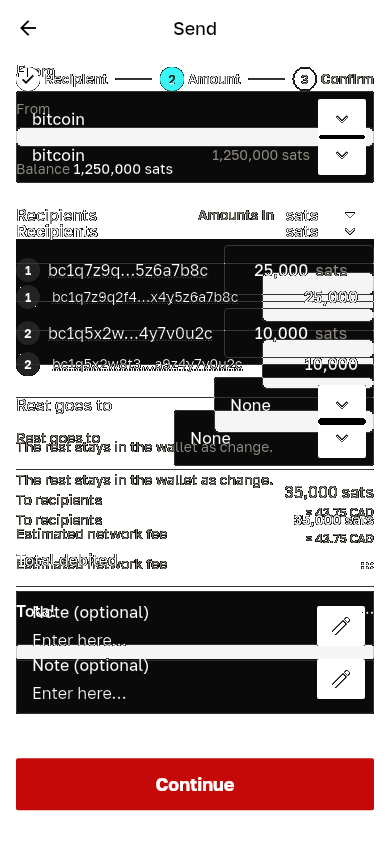 Send
From
Recipient 2 Amount 3 Confirm
From
bitcoin
bitcoin 1,250,000 sats
Balance 1,250,000 sats
Recipients Amounts in sats
Recipients sats
1 bc1q7z9q...5z6a7b8c 25,000 sats
1 bc1q7z9q2f4...x4y5z6a7b8c 25,000
2 bc1q5x2w...4y7v0u2c 10,000 sats
2 bc1q5x2w8t3...a9z4y7v0u2c 10,000
Rest goes to None
Rest goes to None
The rest stays in the wallet as change.
The rest stays in the wallet as change.
35,000 sats
To recipients
≈ 43.75 CAD
To recipients 35,000 sats
Estimated network fee
≈ 43.75 CAD
Total debited
Estimated network fee
Total
Note (optional)
Enter here...
Note (optional)
Enter here...
Continue